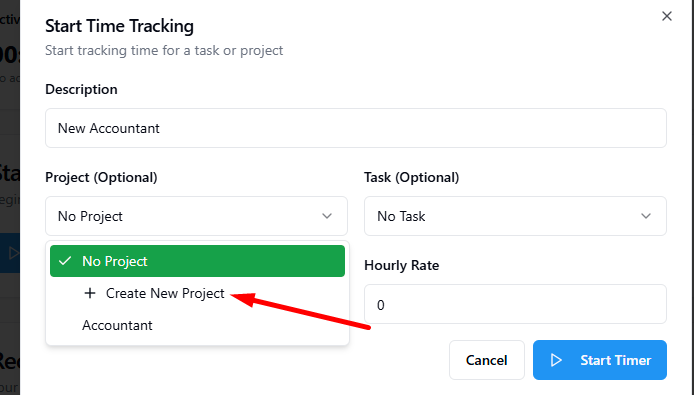 Start Time Tracking
Start tracking time for a task or project
Description
New Accountant
Project (Optional)
Task (Optional)
No Project
No Task
No Project
Create New Project
Accountant
Hourly Rate
0
Cancel
Start Timer